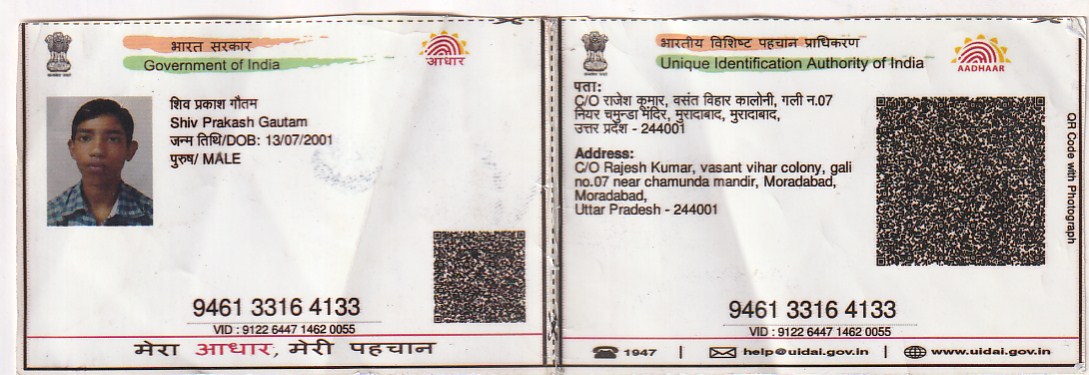 भारत सरकार
Government of India
आधार
शिव प्रकाश गौतम
Shiv Prakash Gautam
जन्म तिथि/DOB: 13/07/2001
पुरुष/ MALE
9461 3316 4133
VID : 9122 6447 1462 0055
मेरा आधार, मेरी पहचान
भारतीय विशिष्ट पहचान प्राधिकरण
Unique Identification Authority of India
AADHAAR
पता:
C/O राजेश कुमार, वसंत विहार कालोनी, गली न.07
नियर चमुन्डा मंदिर, मुरादाबाद, मुरादाबाद,
उत्तर प्रदेश - 244001
Address:
C/O Rajesh Kumar, vasant vihar colony, gali
no.07 near chamunda mandir, Moradabad,
Moradabad,
Uttar Pradesh - 244001
QR Code with Photograph
9461 3316 4133
VID : 9122 6447 1462 0055
1947 | help@uidai.gov.in | www.uidai.gov.in